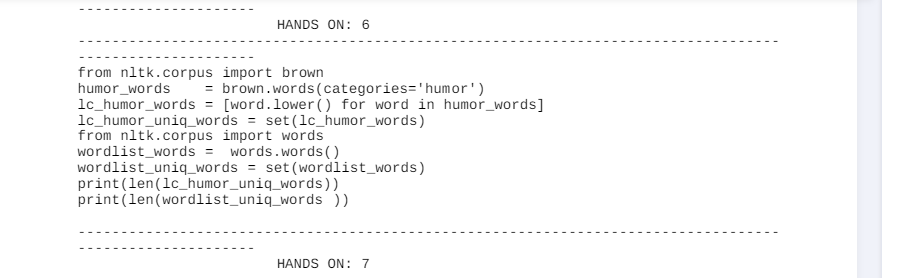 ---------------------
HANDS ON: 6
-----------------------------------------------------------------------------------
---------------------
from nltk.corpus import brown
humor_words    = brown.words(categories='humor')
lc_humor_words = [word.lower() for word in humor_words]
lc_humor_uniq_words = set(lc_humor_words)
from nltk.corpus import words
wordlist_words =  words.words()
wordlist_uniq_words = set(wordlist_words)
print(len(lc_humor_uniq_words))
print(len(wordlist_uniq_words ))
-----------------------------------------------------------------------------------
---------------------
HANDS ON: 7